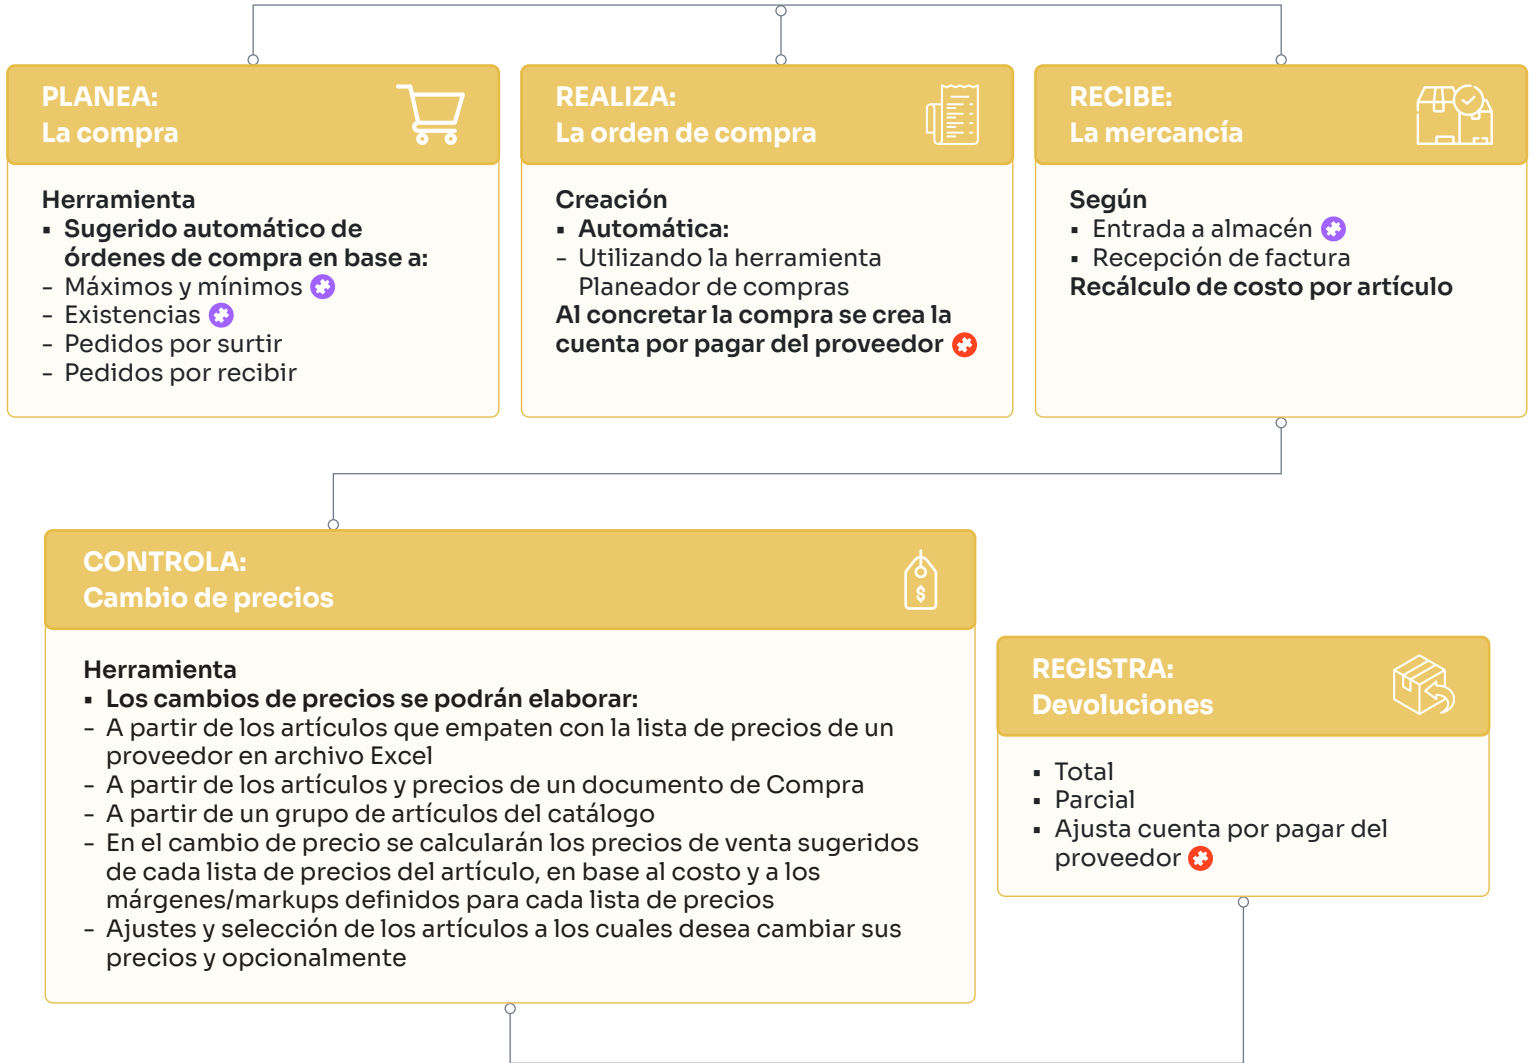 PLANEA:
La compra
Herramienta
▪ Sugerido automático de
órdenes de compra en base a:
- Máximos y mínimos
- Existencias
- Pedidos por surtir
- Pedidos por recibir
REALIZA:
La orden de compra
Creación
▪ Automática:
- Utilizando la herramienta
Planeador de compras
Al concretar la compra se crea la
cuenta por pagar del proveedor
RECIBE:
La mercancía
Según
▪ Entrada a almacén
▪ Recepción de factura
Recálculo de costo por artículo
CONTROLA:
Cambio de precios
$
Herramienta
▪ Los cambios de precios se podrán elaborar:
- A partir de los artículos que empaten con la lista de precios de un
proveedor en archivo Excel
- A partir de los artículos y precios de un documento de Compra
- A partir de un grupo de artículos del catálogo
- En el cambio de precio se calcularán los precios de venta sugeridos
de cada lista de precios del artículo, en base al costo y a los
márgenes/markups definidos para cada lista de precios
- Ajustes y selección de los artículos a los cuales desea cambiar sus
precios y opcionalmente
REGISTRA:
Devoluciones
▪ Total
▪ Parcial
▪ Ajusta cuenta por pagar del
proveedor